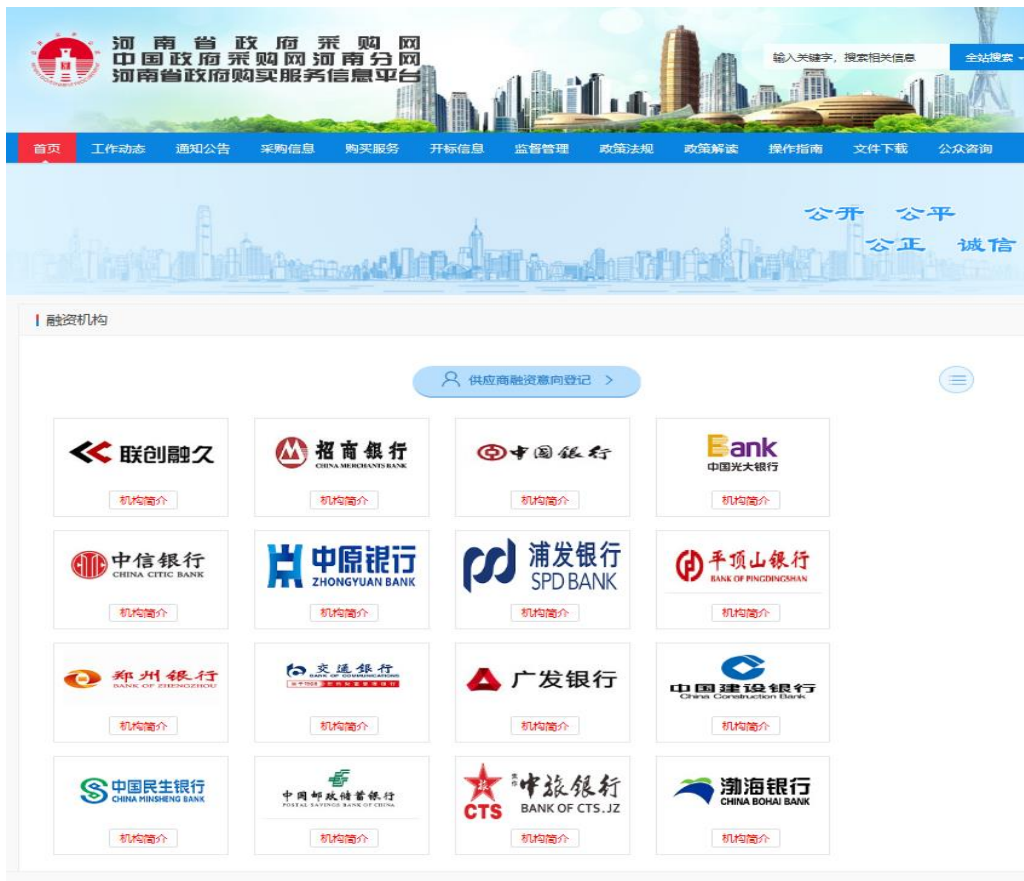 河南省政府采购网
中国政府采购网河南分网
河南省政府购买服务信息平台
输入关键字，搜索相关信息 全站搜索
首页 工作动态 通知公告 采购信息 购买服务 开标信息 监督管理 政策法规 政策解读 操作指南 文件下载 公众咨询
公开 公平
公正 诚信
融资机构
供应商融资意向登记 >
联创融久
机构简介
招商银行
CHINA MERCHANTS BANK
机构简介
中国银行
机构简介
Bank
中国光大银行
机构简介
中信银行
CHINA CITIC BANK
机构简介
中原银行
ZHONGYUAN BANK
机构简介
浦发银行
SPD BANK
机构简介
平顶山银行
BANK OF PINGDINGSHAN
机构简介
郑州银行
BANK OF ZHENGZHOU
机构简介
交通银行
BANK OF COMMUNICATIONS
机构简介
广发银行
机构简介
中国建设银行
China Construction Bank
机构简介
中国民生银行
CHINA MINSHENG BANK
机构简介
中国邮政储蓄银行
POSTAL SAVINGS BANK OF CHINA
机构简介
CTS
焦作中旅银行
BANK OF CTS.JZ
机构简介
渤海银行
CHINA BOHAI BANK
机构简介